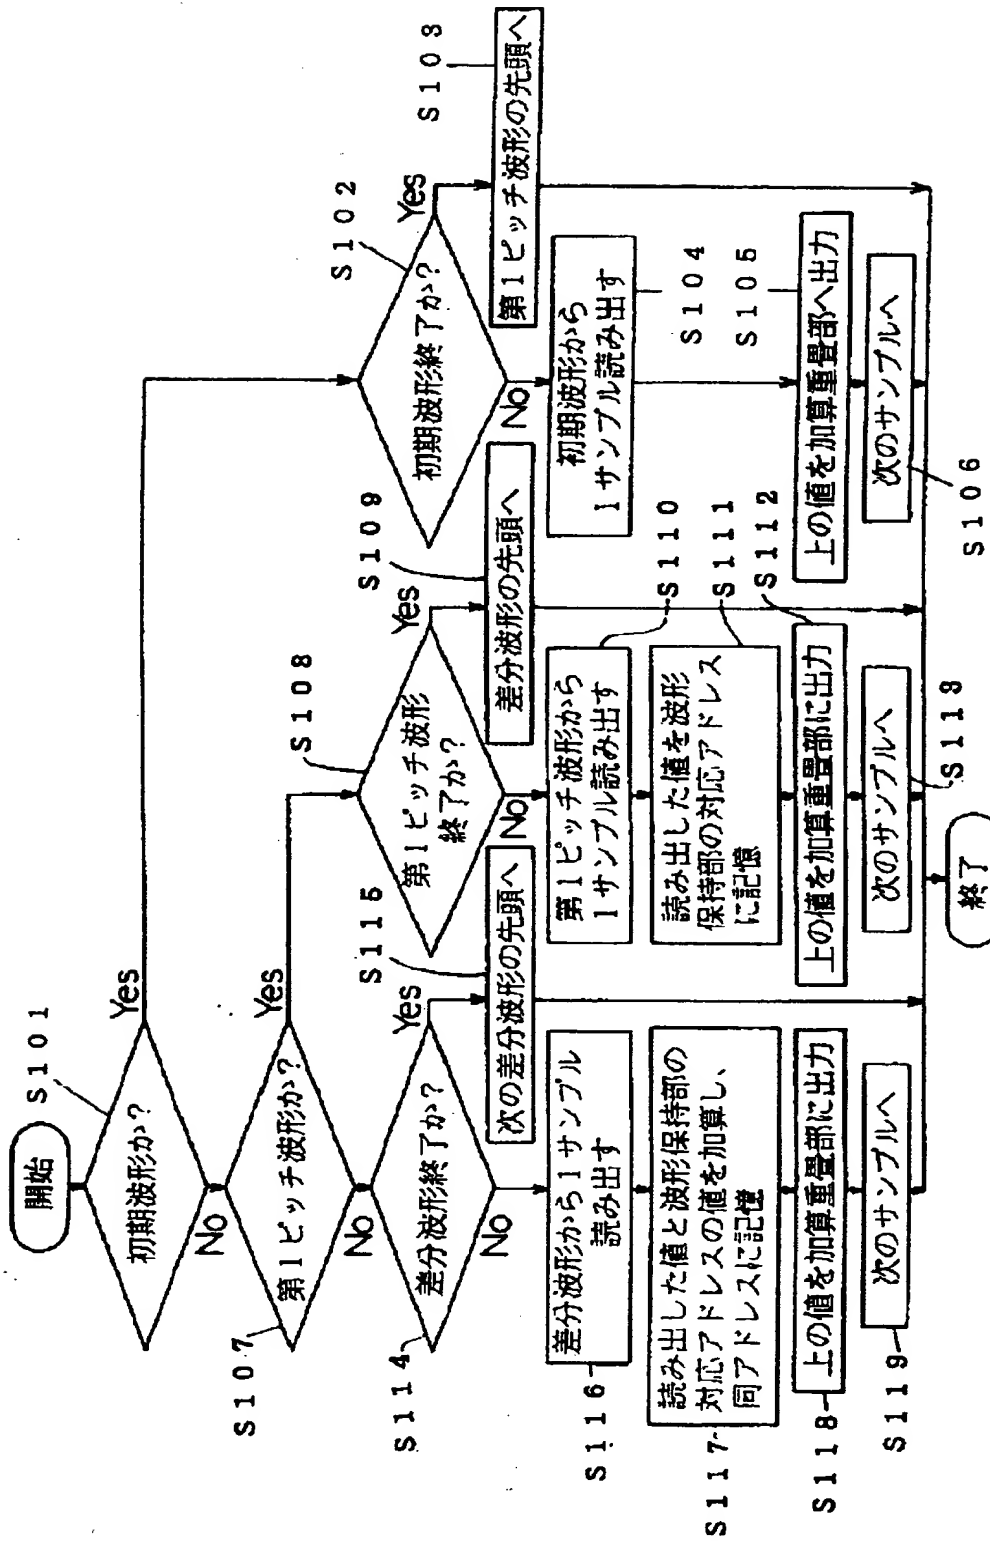 開始
S101
初期波形か?
Yes
No
S102
初期波形終了か?
Yes
No
S103
第1ピッチ波形の先頭へ
初期波形から
1サンプル読み出す
S104
S105
上の値を加算重畳部へ出力
次のサンプルへ
S106
S107
第1ピッチ波形か?
Yes
No
S108
第1ピッチ波形
終了か?
Yes
No
S109
差分波形の先頭へ
第1ピッチ波形から
1サンプル読み出す
S110
読み出した値を波形
保持部の対応アドレス
に記憶
S111
S112
上の値を加算重畳部に出力
次のサンプルへ
S113
S114
差分波形終了か?
Yes
No
S115
次の差分波形の先頭へ
差分波形から1サンプル
読み出す
S116
読み出した値と波形保持部の
対応アドレスの値を加算し、
同アドレスに記憶
S117
上の値を加算重畳部に出力
S118
次のサンプルへ
S119
終了